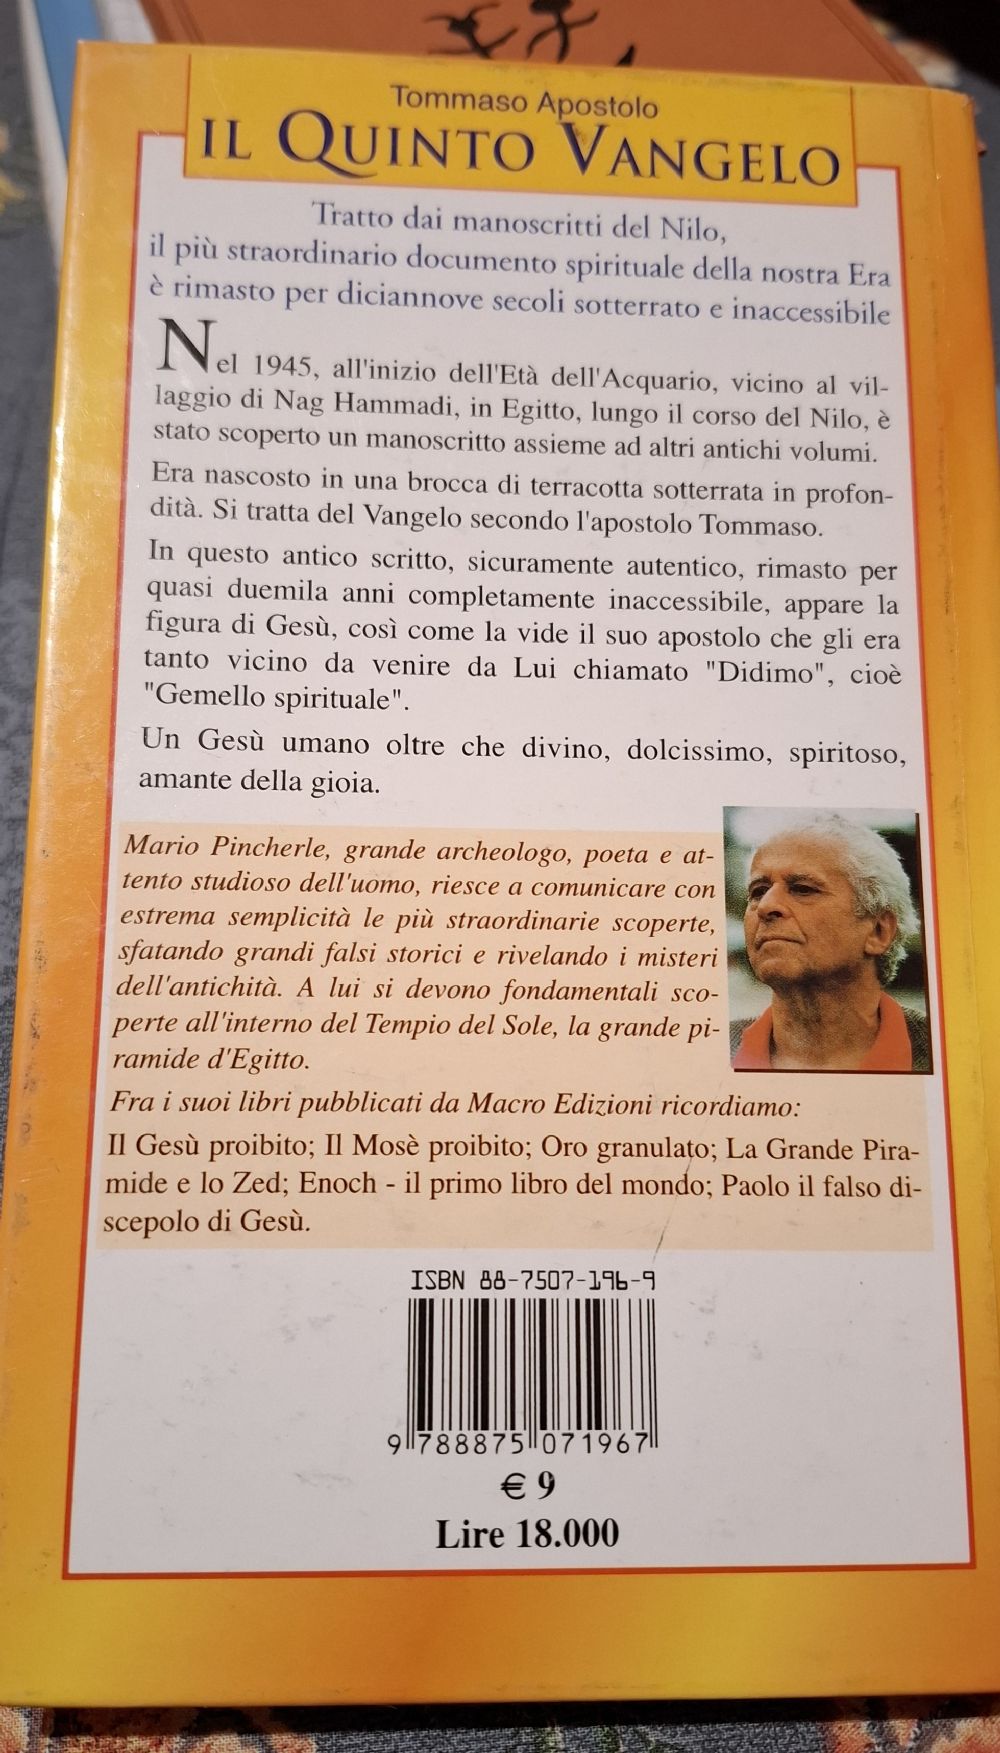 Tommaso Apostolo
IL QUINTO VANGELO
Tratto dai manoscritti del Nilo,
il più straordinario documento spirituale della nostra Era
è rimasto per diciannove secoli sotterrato e inaccessibile
Nel 1945, all'inizio dell'Età dell'Acquario, vicino al vil-
laggio di Nag Hammadi, in Egitto, lungo il corso del Nilo, è
stato scoperto un manoscritto assieme ad altri antichi volumi.
Era nascosto in una brocca di terracotta sotterrata in profon-
dità. Si tratta del Vangelo secondo l'apostolo Tommaso.
In questo antico scritto, sicuramente autentico, rimasto per
quasi duemila anni completamente inaccessibile, appare la
figura di Gesù, così come la vide il suo apostolo che gli era
tanto vicino da venire da Lui chiamato "Didimo", cioè
"Gemello spirituale".
Un Gesù umano oltre che divino, dolcissimo, spiritoso,
amante della gioia.
Mario Pincherle, grande archeologo, poeta e at-
tento studioso dell'uomo, riesce a comunicare con
estrema semplicità le più straordinarie scoperte,
sfatando grandi falsi storici e rivelando i misteri
dell'antichità. A lui si devono fondamentali sco-
perte all'interno del Tempio del Sole, la grande pi-
ramide d'Egitto.
Fra i suoi libri pubblicati da Macro Edizioni ricordiamo:
Il Gesù proibito; Il Mosè proibito; Oro granulato; La Grande Pira-
mide e lo Zed; Enoch - il primo libro del mondo; Paolo il falso di-
scepolo di Gesù.
ISBN 88-7507-196-9
9 788875 071967
€ 9
Lire 18.000